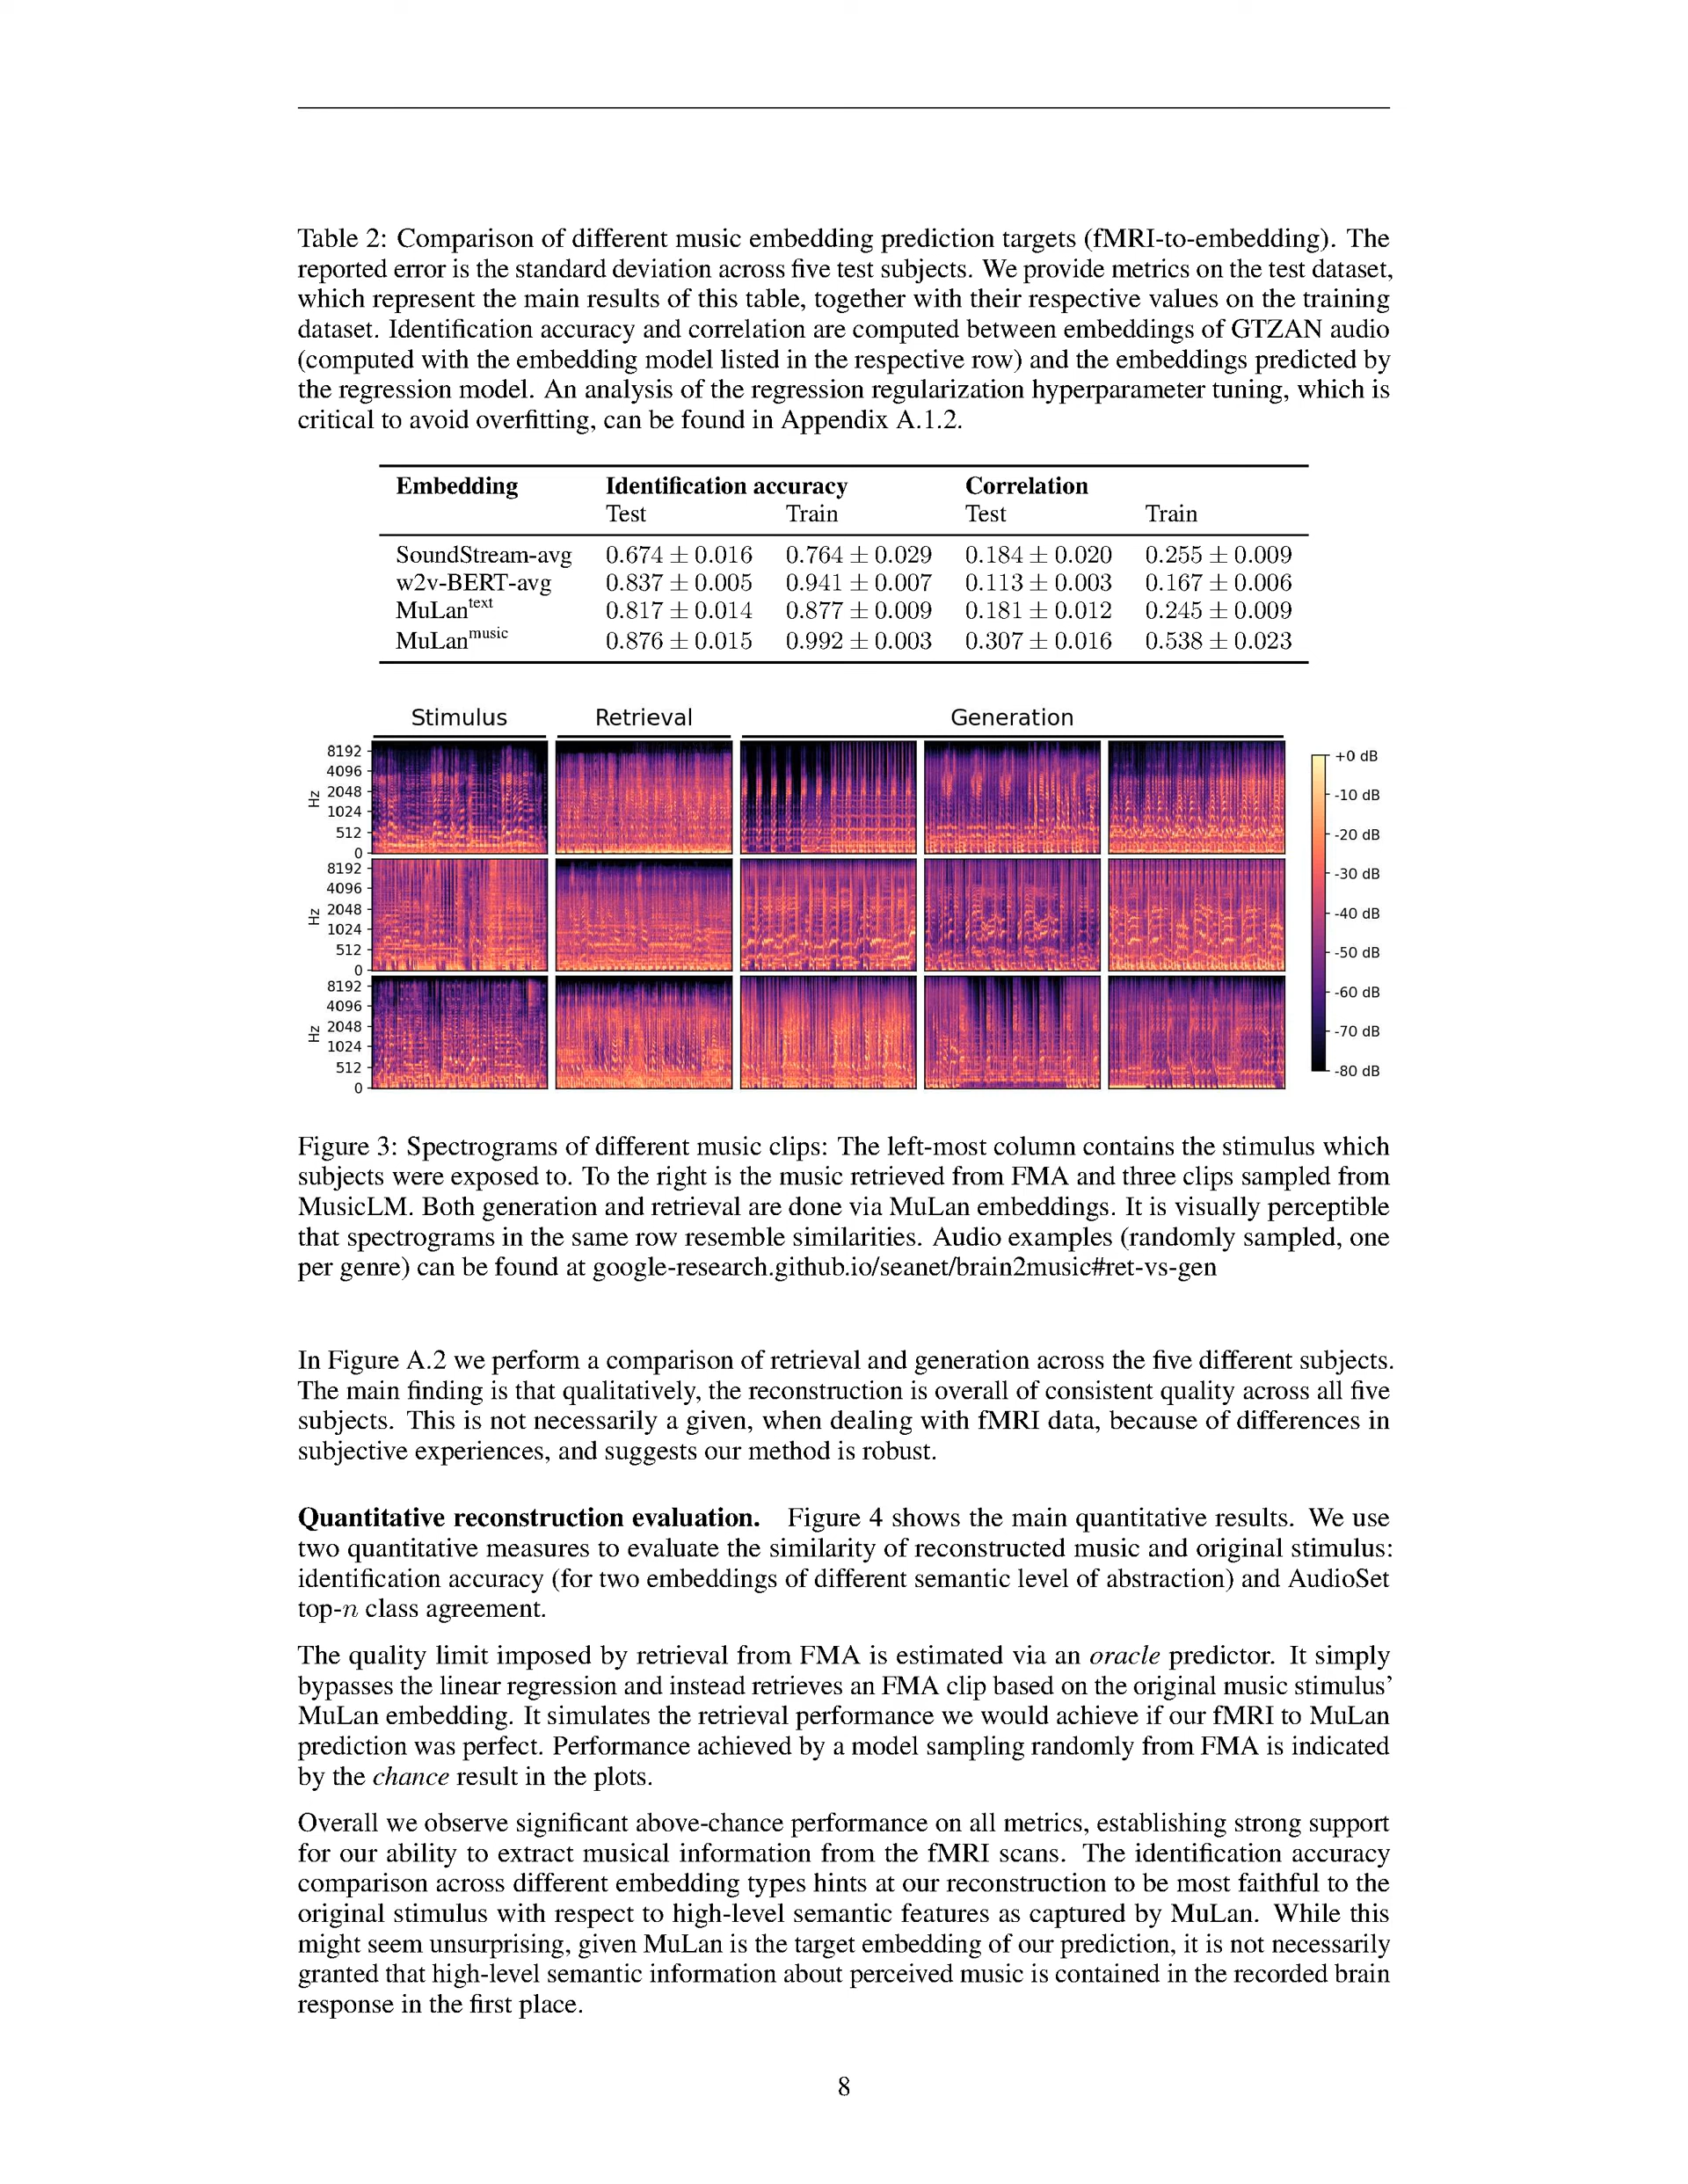 Table 2: Comparison of different music embedding prediction targets (fMRI-to-embedding). The
reported error is the standard deviation across five test subjects. We provide metrics on the test dataset,
which represent the main results of this table, together with their respective values on the training
dataset. Identification accuracy and correlation are computed between embeddings of GTZAN audio
(computed with the embedding model listed in the respective row) and the embeddings predicted by
the regression model. An analysis of the regression regularization hyperparameter tuning, which is
critical to avoid overfitting, can be found in Appendix A.1.2.
Embedding Identification accuracy Correlation
Test Train Test Train
SoundStream-avg 0.674 ± 0.016 0.764 ± 0.029 0.184 ± 0.020 0.255 ± 0.009
w2v-BERT-avg 0.837 ± 0.005 0.941 ± 0.007 0.113 ± 0.003 0.167 ± 0.006
MuLan^text 0.817 ± 0.014 0.877 ± 0.009 0.181 ± 0.012 0.245 ± 0.009
MuLan^music 0.876 ± 0.015 0.992 ± 0.003 0.307 ± 0.016 0.538 ± 0.023
Stimulus Retrieval Generation
8192
4096
2048
1024
512
0
Hz
8192
4096
2048
1024
512
0
Hz
8192
4096
2048
1024
512
0
Hz
+0 dB
-10 dB
-20 dB
-30 dB
-40 dB
-50 dB
-60 dB
-70 dB
-80 dB
Figure 3: Spectrograms of different music clips: The left-most column contains the stimulus which
subjects were exposed to. To the right is the music retrieved from FMA and three clips sampled from
MusicLM. Both generation and retrieval are done via MuLan embeddings. It is visually perceptible
that spectrograms in the same row resemble similarities. Audio examples (randomly sampled, one
per genre) can be found at google-research.github.io/seanet/brain2music#ret-vs-gen
In Figure A.2 we perform a comparison of retrieval and generation across the five different subjects.
The main finding is that qualitatively, the reconstruction is overall of consistent quality across all five
subjects. This is not necessarily a given, when dealing with fMRI data, because of differences in
subjective experiences, and suggests our method is robust.
Quantitative reconstruction evaluation. Figure 4 shows the main quantitative results. We use
two quantitative measures to evaluate the similarity of reconstructed music and original stimulus:
identification accuracy (for two embeddings of different semantic level of abstraction) and AudioSet
top-n class agreement.
The quality limit imposed by retrieval from FMA is estimated via an oracle predictor. It simply
bypasses the linear regression and instead retrieves an FMA clip based on the original music stimulus'
MuLan embedding. It simulates the retrieval performance we would achieve if our fMRI to MuLan
prediction was perfect. Performance achieved by a model sampling randomly from FMA is indicated
by the chance result in the plots.
Overall we observe significant above-chance performance on all metrics, establishing strong support
for our ability to extract musical information from the fMRI scans. The identification accuracy
comparison across different embedding types hints at our reconstruction to be most faithful to the
original stimulus with respect to high-level semantic features as captured by MuLan. While this
might seem unsurprising, given MuLan is the target embedding of our prediction, it is not necessarily
granted that high-level semantic information about perceived music is contained in the recorded brain
response in the first place.
8